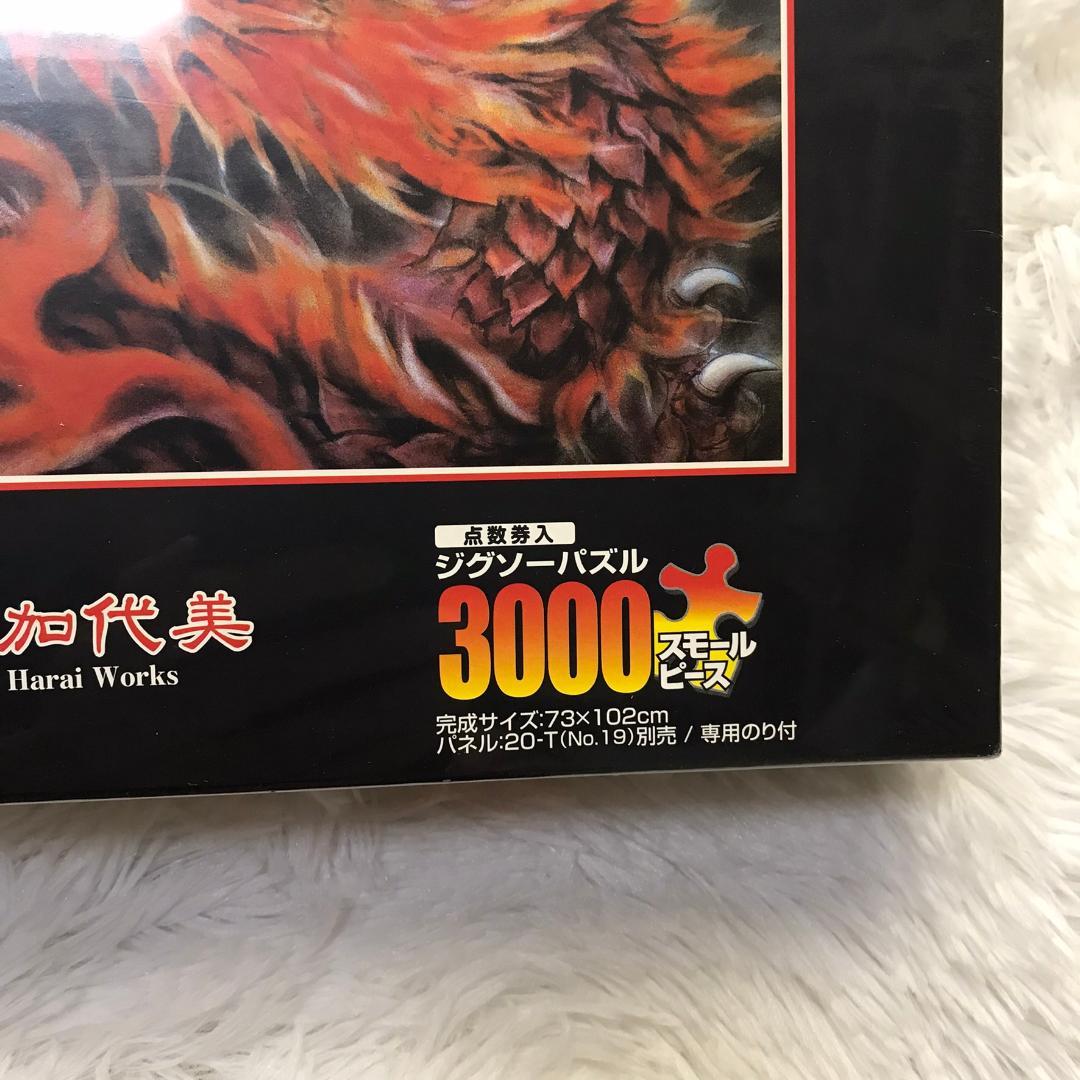 加代美
Harai Works
点数券入
ジグソーパズル
3000
スモール
ピース
完成サイズ:73×102cm
パネル:20-T(No.19)別売 / 専用のり付